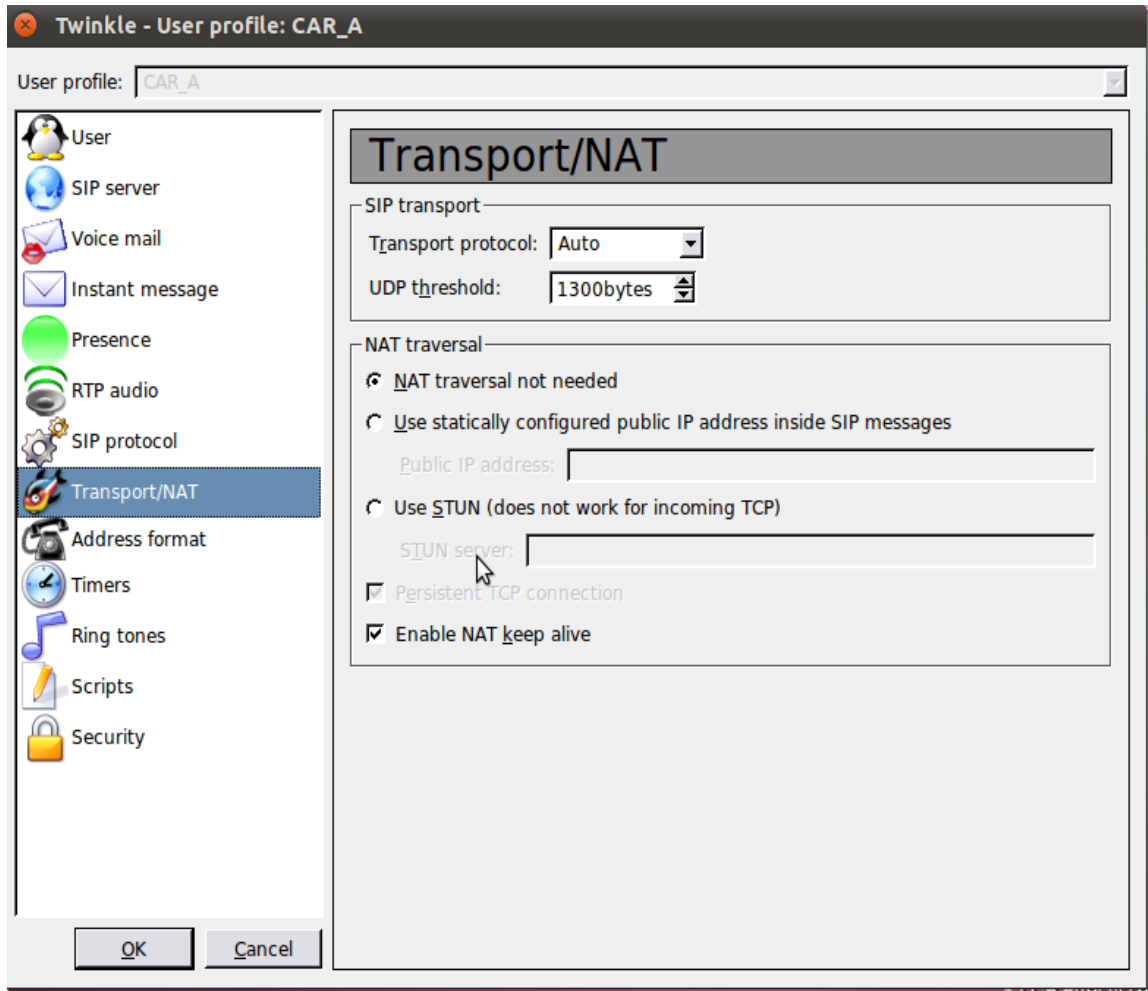 Twinkle - User profile: CAR_A
User profile: CAR_A
User
SIP server
Voice mail
Instant message
Presence
RTP audio
SIP protocol
Transport/NAT
Address format
Timers
Ring tones
Scripts
Security
OK Cancel
Transport/NAT
SIP transport
Transport protocol: Auto
UDP threshold: 1300bytes
NAT traversal
NAT traversal not needed
Use statically configured public IP address inside SIP messages
Public IP address:
Use STUN (does not work for incoming TCP)
STUN server:
Persistent TCP connection
Enable NAT keep alive